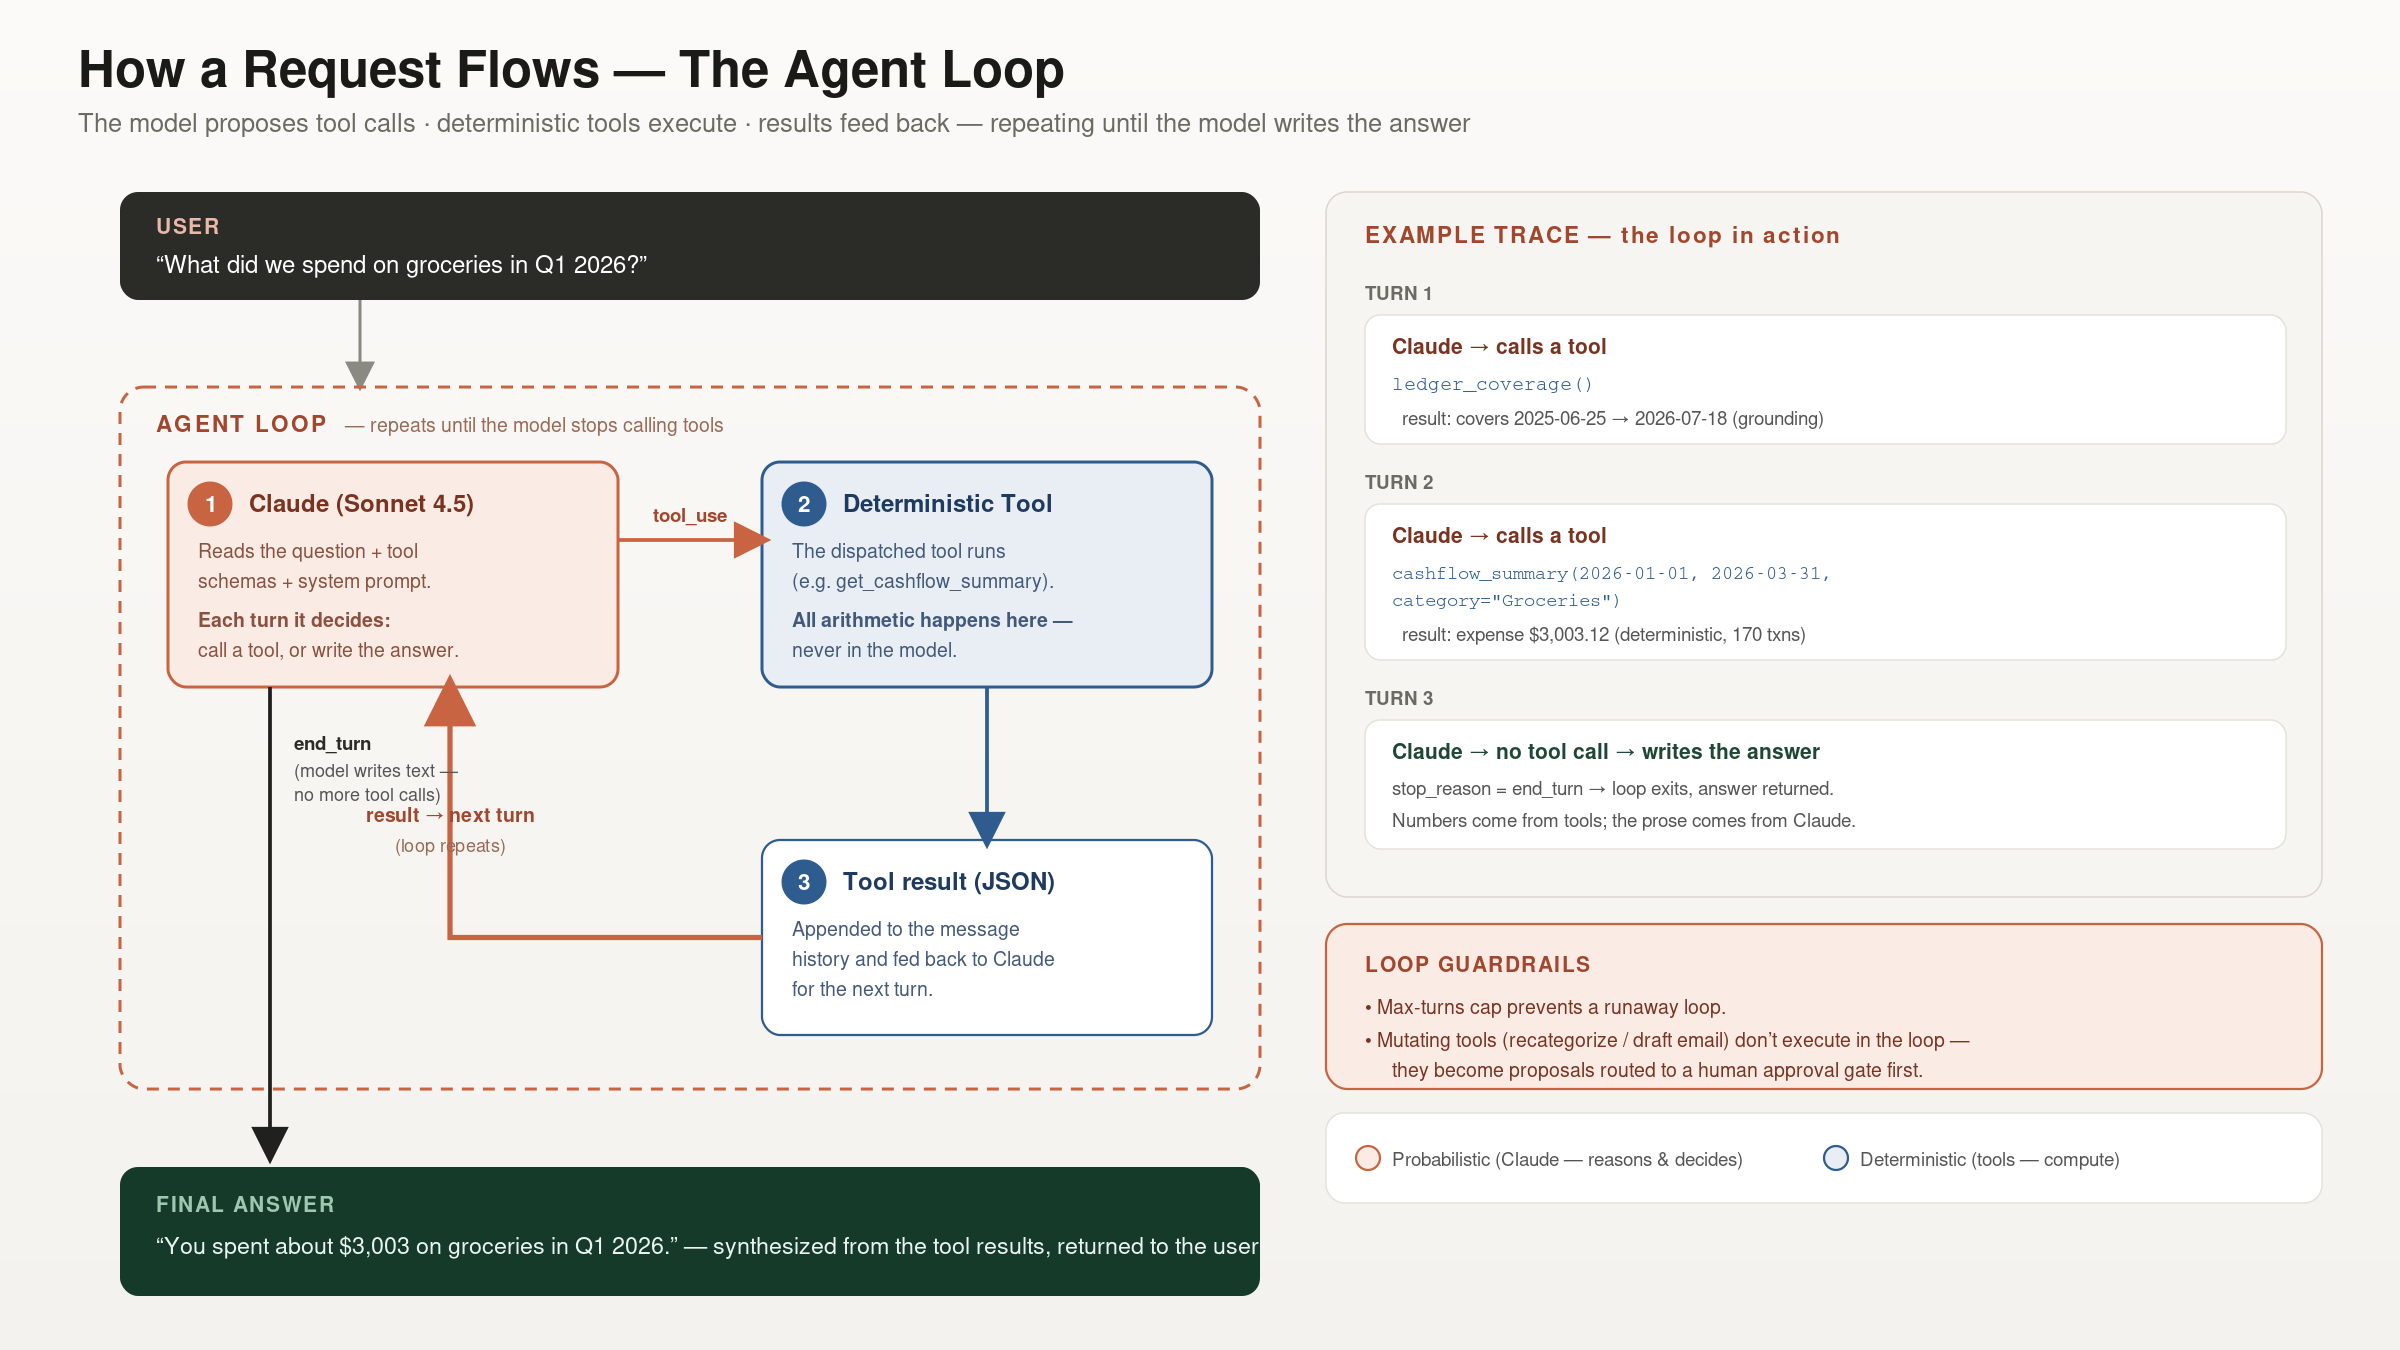 How a Request Flows — The Agent Loop
The model proposes tool calls · deterministic tools execute · results feed back — repeating until the model writes the answer
USER
“What did we spend on groceries in Q1 2026?”
AGENT LOOP — repeats until the model stops calling tools
1 Claude (Sonnet 4.5)
Reads the question + tool
schemas + system prompt.
Each turn it decides:
call a tool, or write the answer.
tool_use
2 Deterministic Tool
The dispatched tool runs
(e.g. get_cashflow_summary).
All arithmetic happens here —
never in the model.
end_turn
(model writes text —
no more tool calls)
result → next turn
(loop repeats)
3 Tool result (JSON)
Appended to the message
history and fed back to Claude
for the next turn.
FINAL ANSWER
“You spent about $3,003 on groceries in Q1 2026.” — synthesized from the tool results, returned to the user
EXAMPLE TRACE — the loop in action
TURN 1
Claude → calls a tool
ledger_coverage()
result: covers 2025-06-25 → 2026-07-18 (grounding)
TURN 2
Claude → calls a tool
cashflow_summary(2026-01-01, 2026-03-31,
category="Groceries")
result: expense $3,003.12 (deterministic, 170 txns)
TURN 3
Claude → no tool call → writes the answer
stop_reason = end_turn → loop exits, answer returned.
Numbers come from tools; the prose comes from Claude.
LOOP GUARDRAILS
• Max-turns cap prevents a runaway loop.
• Mutating tools (recategorize / draft email) don’t execute in the loop —
they become proposals routed to a human approval gate first.
Probabilistic (Claude — reasons & decides)
Deterministic (tools — compute)